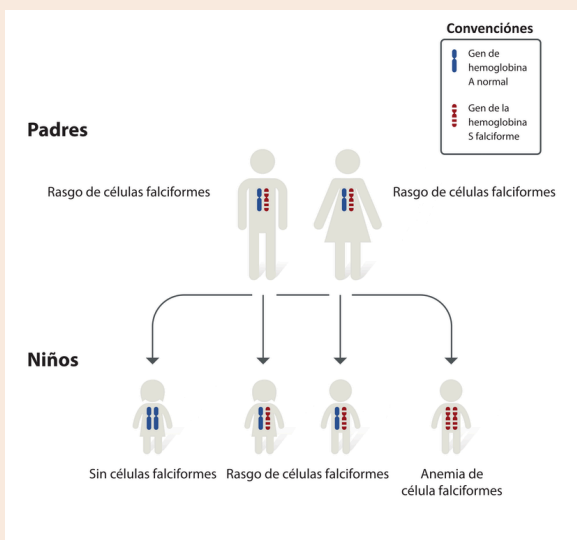 Convenciónes
Gen de
hemoglobina
A normal
Gen de la
hemoglobina
S falciforme
Padres
Rasgo de células falciformes
Rasgo de células falciformes
Niños
Sin células falciformes
Rasgo de células falciformes
Anemia de
célula falciformes